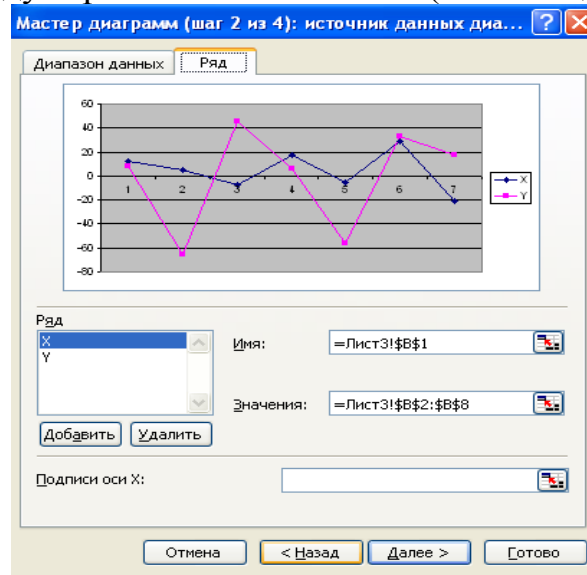 Мастер диаграмм (шаг 2 из 4): источник данных диа...
Диапазон данных Ряд
60
40
20
0
-20
-40
-60
-80
1 2 3 4 5 6 7
X
Y
Ряд
X
Y
Имя: =Лист3!$B$1
Значения: =Лист3!$B$2:$B$8
Добавить Удалить
Подписи оси X:
Отмена < Назад Далее > Готово